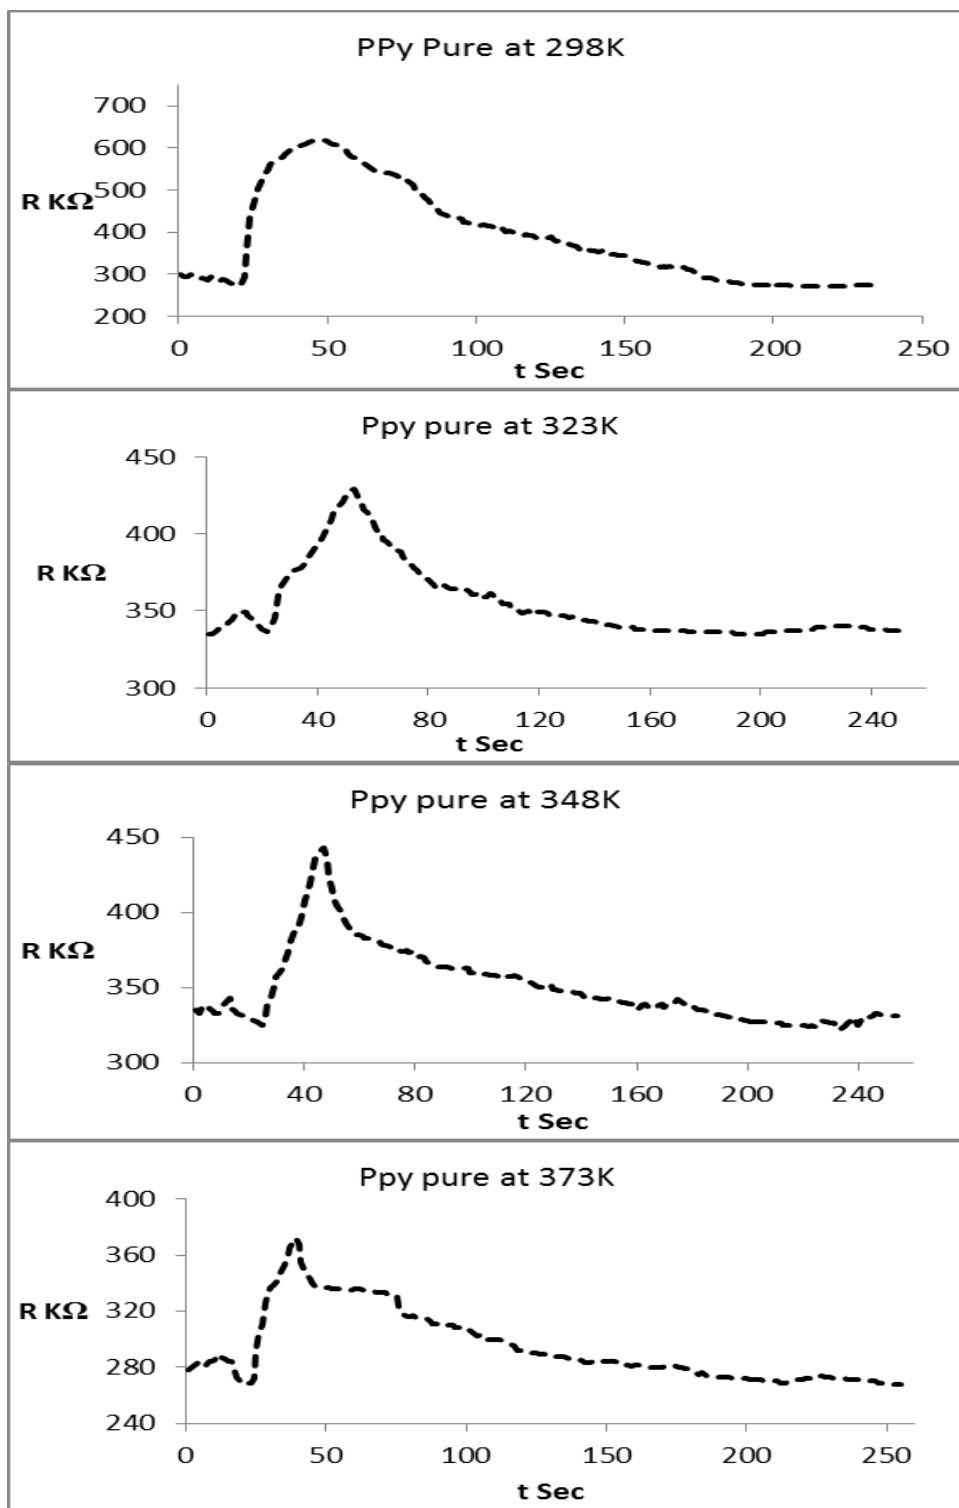 PPy Pure at 298K
700
600
500
R KΩ
400
300
200
0 50 100 150 200 250
t Sec
Ppy pure at 323K
450
400
R KΩ
350
300
0 40 80 120 160 200 240
t Sec
Ppy pure at 348K
450
400
R KΩ
350
300
0 40 80 120 160 200 240
t Sec
Ppy pure at 373K
400
360
R KΩ 320
280
240
0 50 100 150 200 250
t Sec